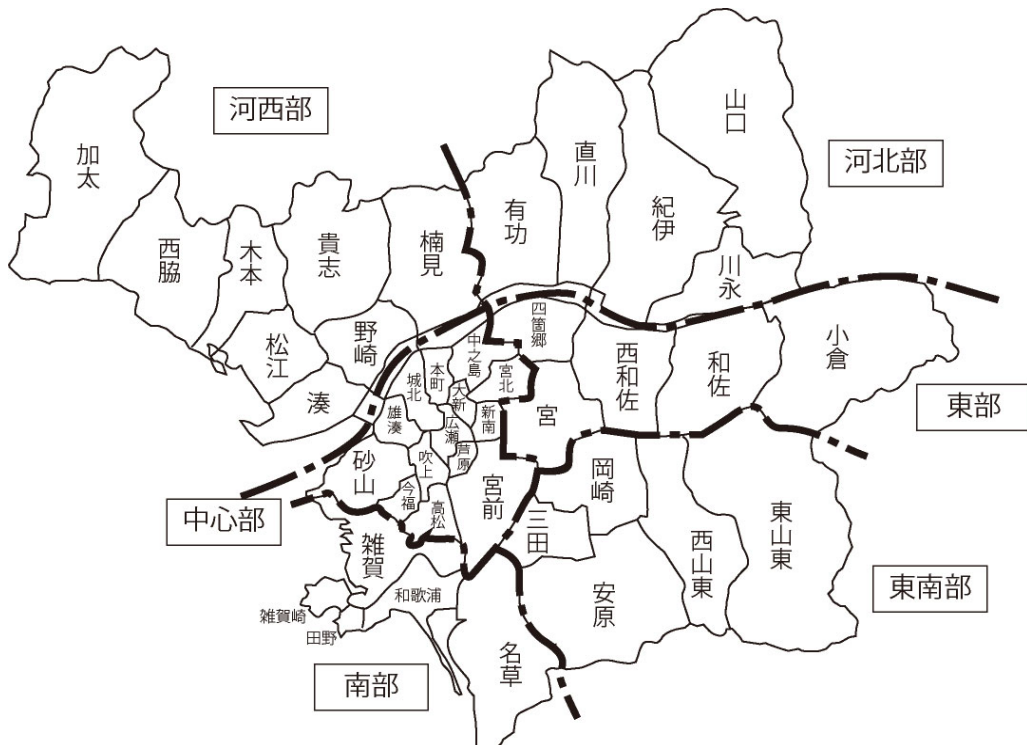 山口
河西部
直川
河北部
加太
有功
紀伊
貴志
楠見
西脇
木本
川永
四箇郷
小倉
松江
野崎
中之島
西和佐
和佐
本町
宮北
城北
大新
湊
東部
雄湊
広瀬
新南
宮
芦原
吹上
砂山
岡崎
今福
高松
宮前
中心部
三田
東山東
雑賀
西山東
和歌浦
安原
東南部
雑賀崎
田野
名草
南部